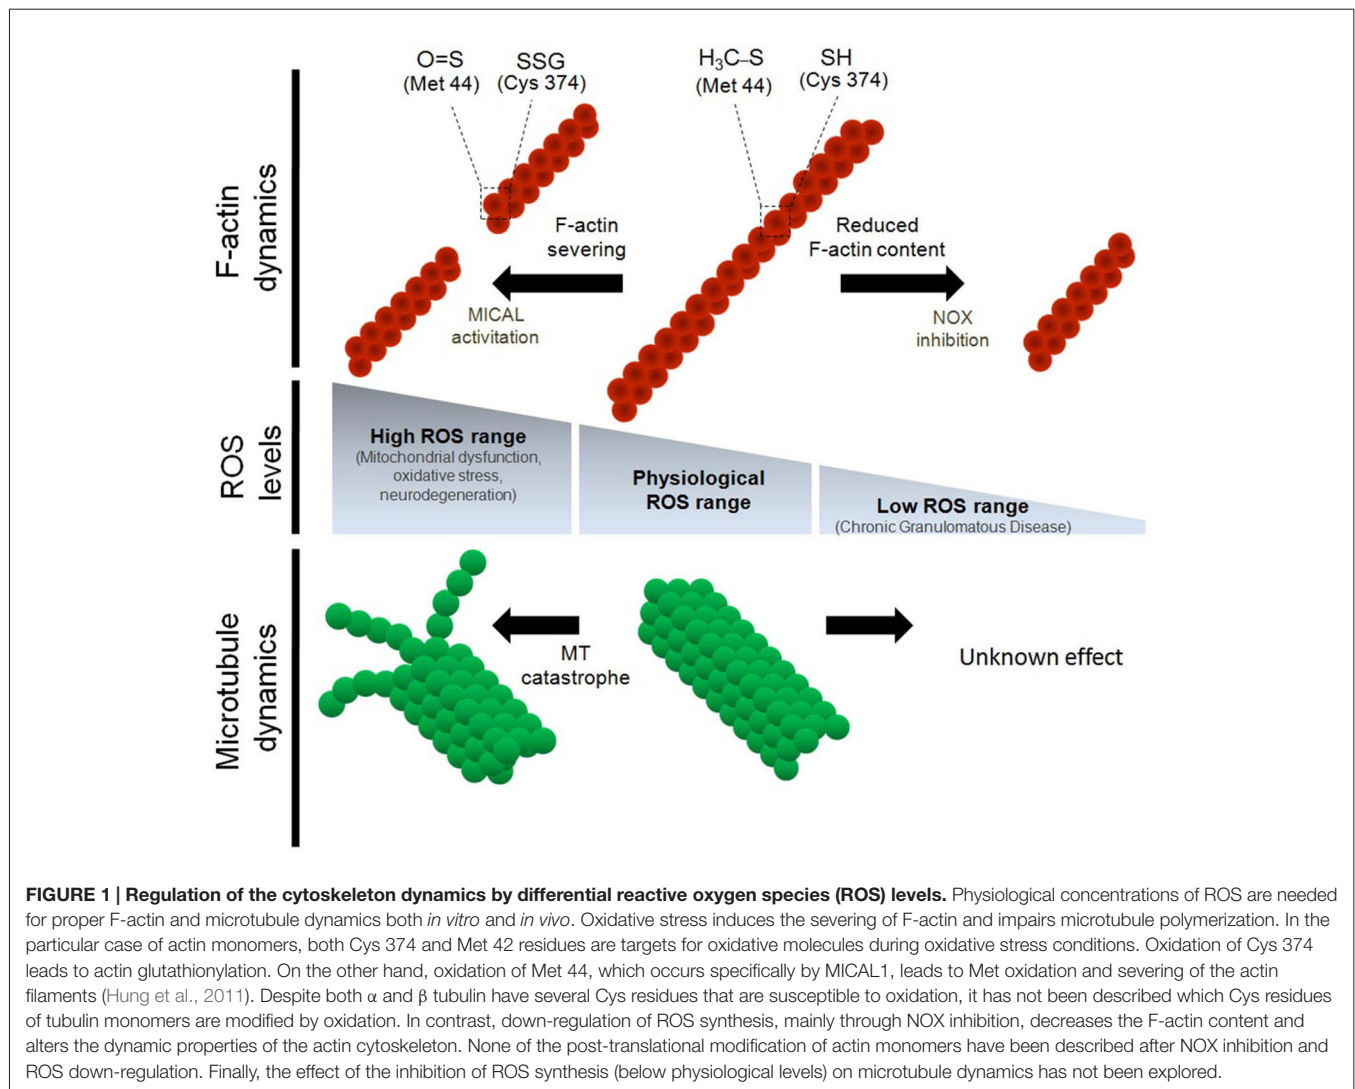 O=S
(Met 44)
SSG
(Cys 374)
H₃C–S
(Met 44)
SH
(Cys 374)
F-actin
dynamics
F-actin
severing
MICAL
activitation
Reduced
F-actin content
NOX
inhibition
ROS
levels
High ROS range
(Mitochondrial dysfunction,
oxidative stress,
neurodegeneration)
Physiological
ROS range
Low ROS range
(Chronic Granulomatous Disease)
Microtubule
dynamics
MT
catastrophe
Unknown effect
FIGURE 1 | Regulation of the cytoskeleton dynamics by differential reactive oxygen species (ROS) levels. Physiological concentrations of ROS are needed
for proper F-actin and microtubule dynamics both in vitro and in vivo. Oxidative stress induces the severing of F-actin and impairs microtubule polymerization. In the
particular case of actin monomers, both Cys 374 and Met 42 residues are targets for oxidative molecules during oxidative stress conditions. Oxidation of Cys 374
leads to actin glutathionylation. On the other hand, oxidation of Met 44, which occurs specifically by MICAL1, leads to Met oxidation and severing of the actin
filaments (Hung et al., 2011). Despite both α and β tubulin have several Cys residues that are susceptible to oxidation, it has not been described which Cys residues
of tubulin monomers are modified by oxidation. In contrast, down-regulation of ROS synthesis, mainly through NOX inhibition, decreases the F-actin content and
alters the dynamic properties of the actin cytoskeleton. None of the post-translational modification of actin monomers have been described after NOX inhibition and
ROS down-regulation. Finally, the effect of the inhibition of ROS synthesis (below physiological levels) on microtubule dynamics has not been explored.